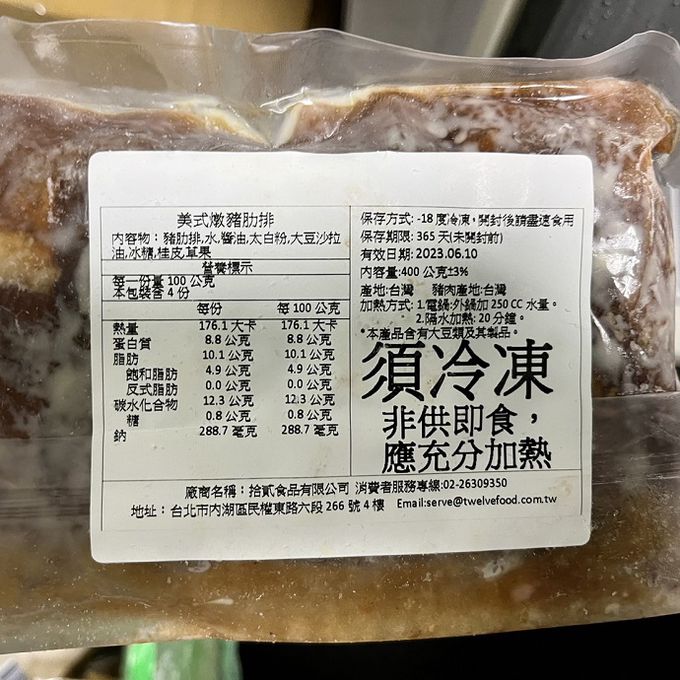 美式燉豬肋排
內容物：豬肋排,水,醬油,太白粉,大豆沙拉
油,冰糖,桂皮,草果
營養標示
每一份量 100 公克
本包裝含 4 份
每份 每 100 公克
熱量 176.1 大卡 176.1 大卡
蛋白質 8.8 公克 8.8 公克
脂肪 10.1 公克 10.1 公克
飽和脂肪 4.9 公克 4.9 公克
反式脂肪 0.0 公克 0.0 公克
碳水化合物 12.3 公克 12.3 公克
糖 0.8 公克 0.8 公克
鈉 288.7 毫克 288.7 毫克
保存方式: -18 度冷凍，開封後請盡速食用
保存期限: 365 天(未開封前)
有效日期: 2023.06.10
內容量:400 公克±3%
產地:台灣 豬肉產地:台灣
加熱方式: 1.電鍋:外鍋加 250 CC 水量。
2.隔水加熱: 20 分鐘。
*本產品含有大豆類及其製品。
須冷凍
非供即食，
應充分加熱
廠商名稱：拾貳食品有限公司 消費者服務專線:02-26309350
地址：台北市內湖區民權東路六段 266 號 4 樓 Email:serve@twelvefood.com.tw